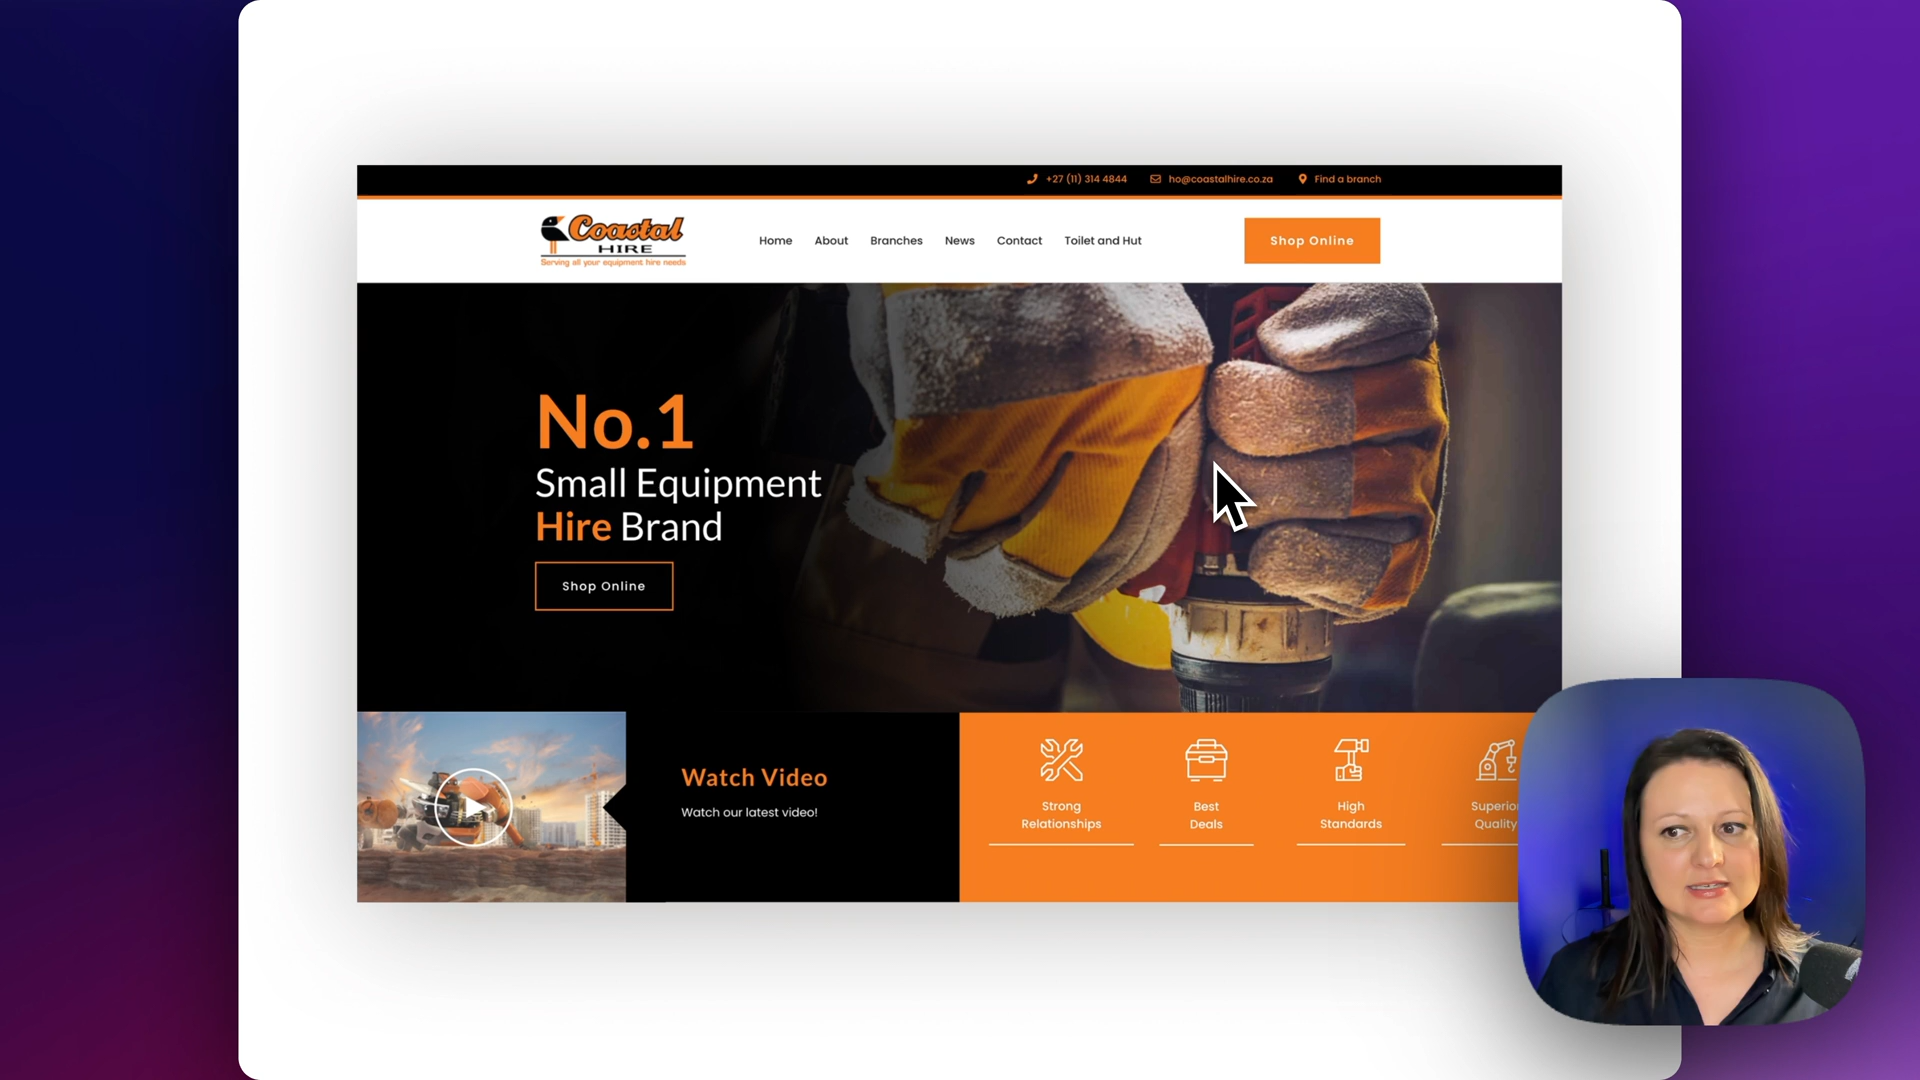 +27 (11) 314 4844 ho@coastalhire.co.za Find a branch
Coastal
HIRE
Serving all your equipment hire needs
Home About Branches News Contact Toilet and Hut
Shop Online
No.1
Small Equipment
Hire Brand
Shop Online
Watch Video
Watch our latest video!
Strong
Relationships
Best
Deals
High
Standards
Superior
Quality